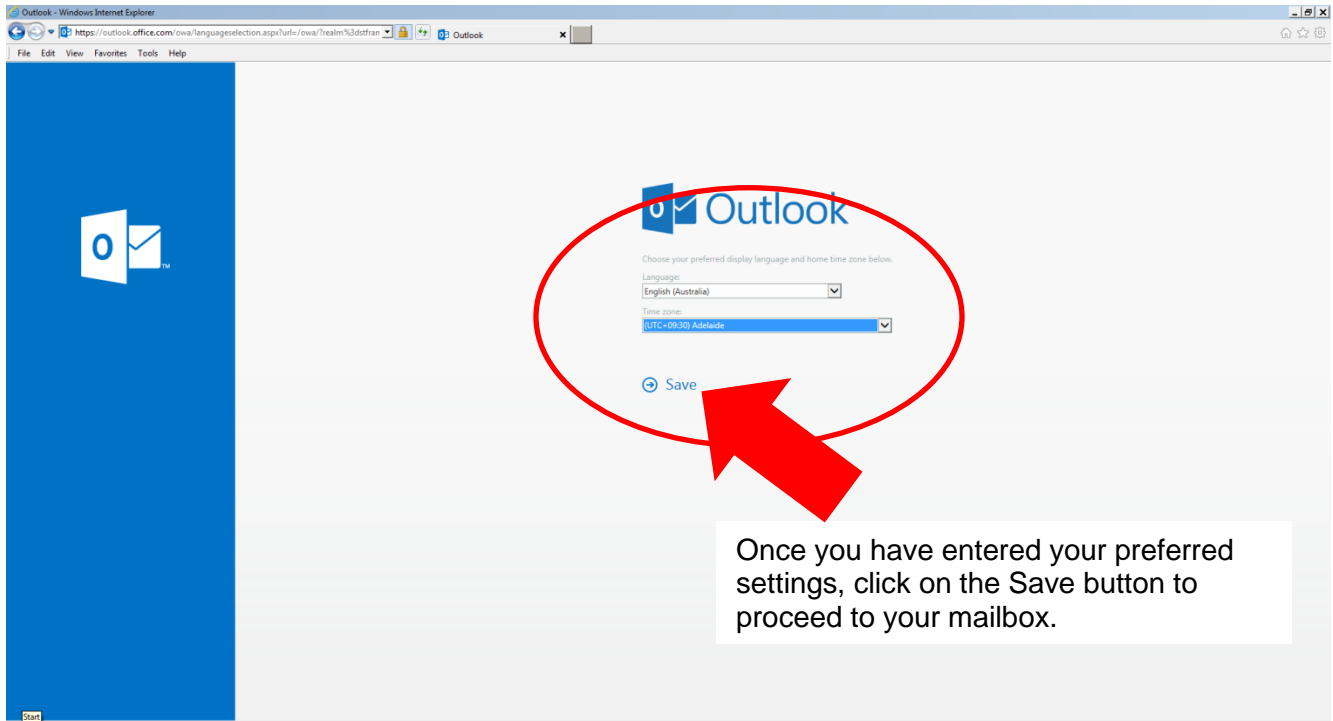 Outlook - Windows Internet Explorer
https://outlook.office.com/owa/languageselection.aspx?url=/owa/?realm%3dstfran
Outlook
File Edit View Favorites Tools Help
O
TM
O Outlook
Choose your preferred display language and home time zone below.
Language:
English (Australia)
Time zone:
(UTC+09:30) Adelaide
Save
Once you have entered your preferred
settings, click on the Save button to
proceed to your mailbox.
Start